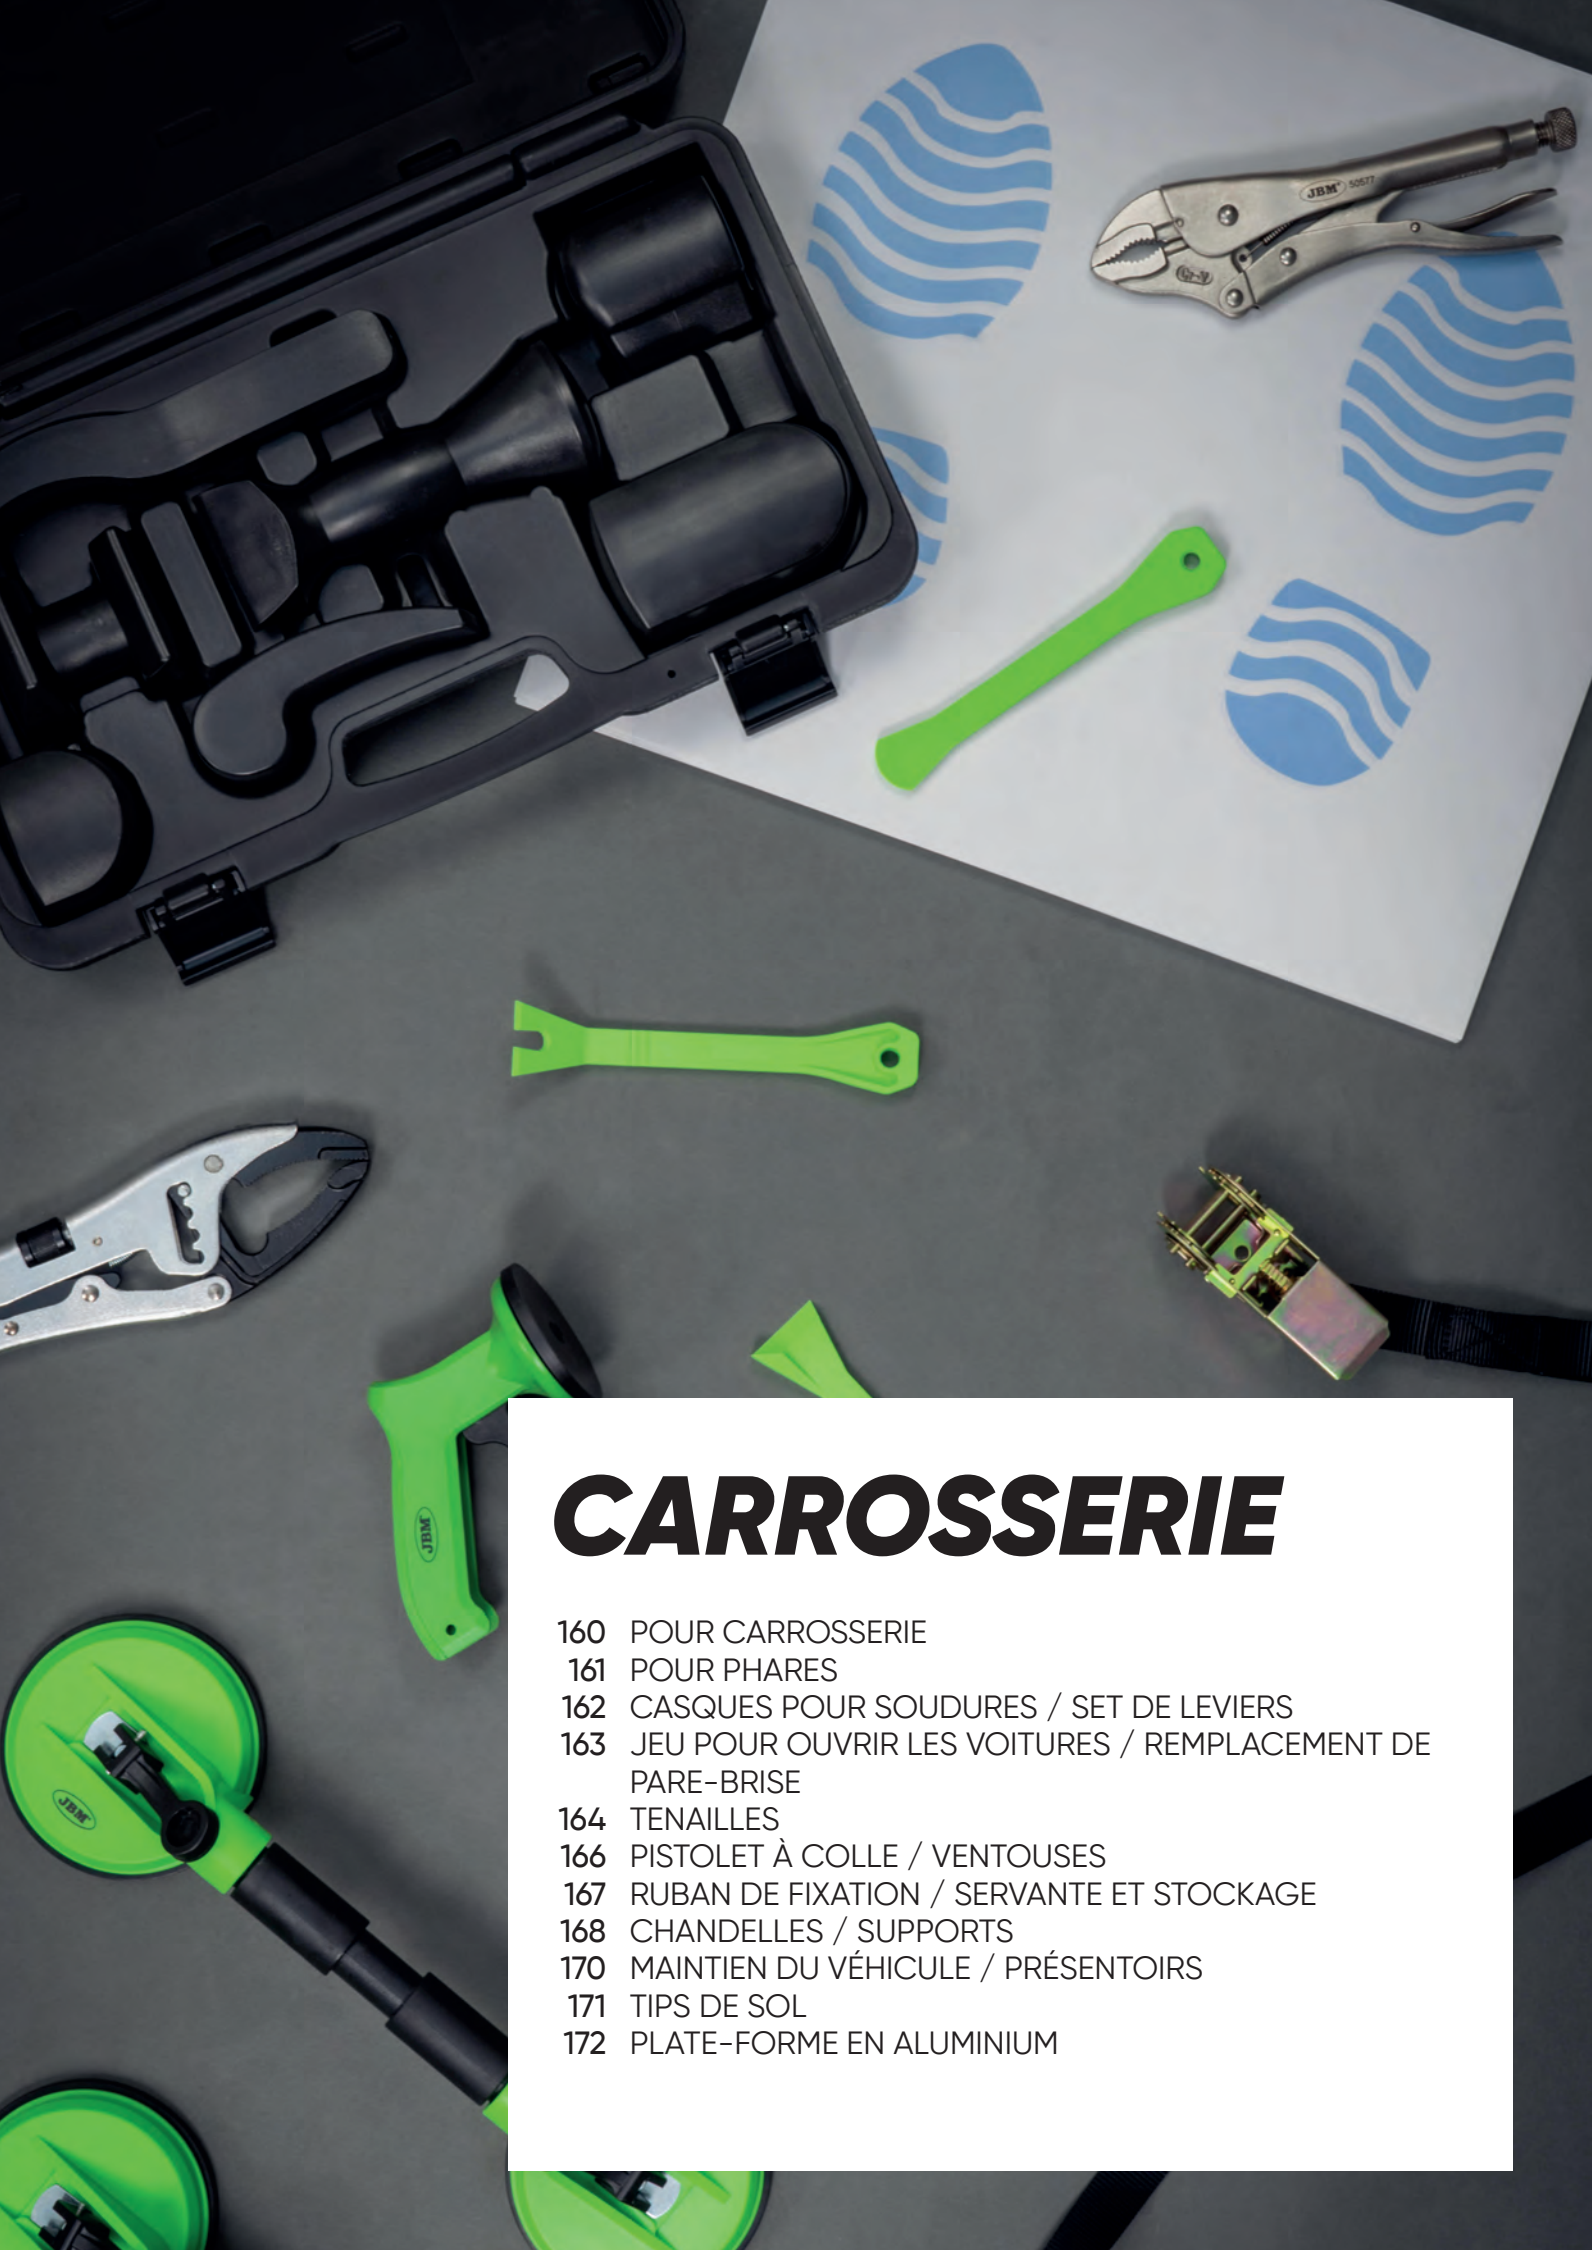 JBM 50577
Cr-V
JBM
JBM
CARROSSERIE
160 POUR CARROSSERIE
161 POUR PHARES
162 CASQUES POUR SOUDURES / SET DE LEVIERS
163 JEU POUR OUVRIR LES VOITURES / REMPLACEMENT DE
PARE-BRISE
164 TENAILLES
166 PISTOLET À COLLE / VENTOUSES
167 RUBAN DE FIXATION / SERVANTE ET STOCKAGE
168 CHANDELLES / SUPPORTS
170 MAINTIEN DU VÉHICULE / PRÉSENTOIRS
171 TIPS DE SOL
172 PLATE-FORME EN ALUMINIUM